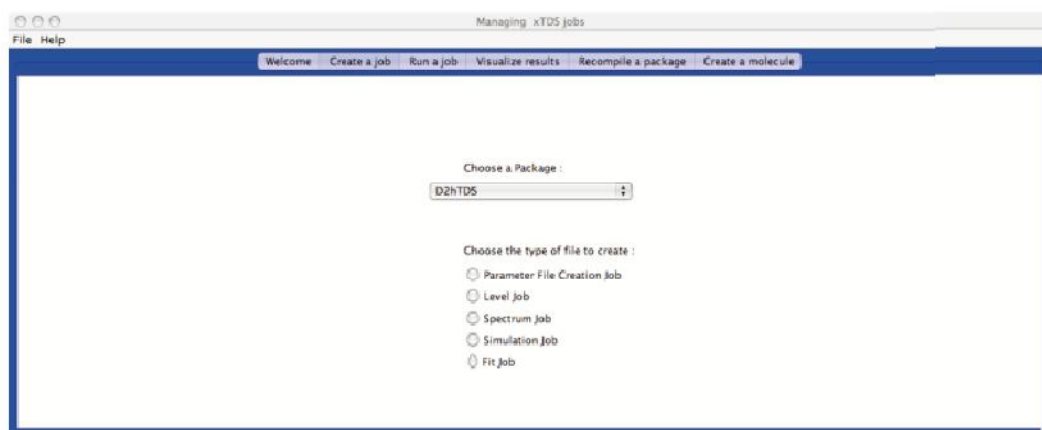 Managing xTDS jobs
File Help
Welcome Create a job Run a job Visualize results Recompile a package Create a molecule
Choose a Package :
D2hTDS
Choose the type of file to create :
Parameter File Creation Job
Level Job
Spectrum Job
Simulation Job
Fit Job